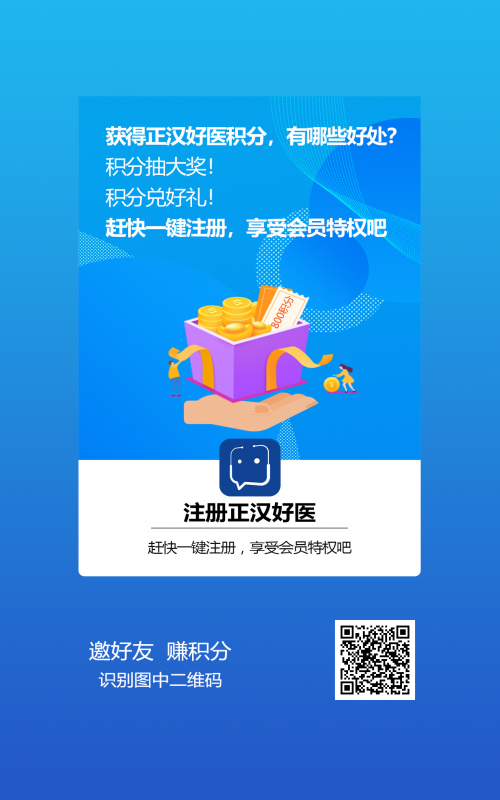 获得正汉好医积分，有哪些好处?
积分抽大奖!
积分兑好礼!
赶快一键注册，享受会员特权吧
800积分
注册正汉好医
赶快一键注册，享受会员特权吧
邀好友 赚积分
识别图中二维码